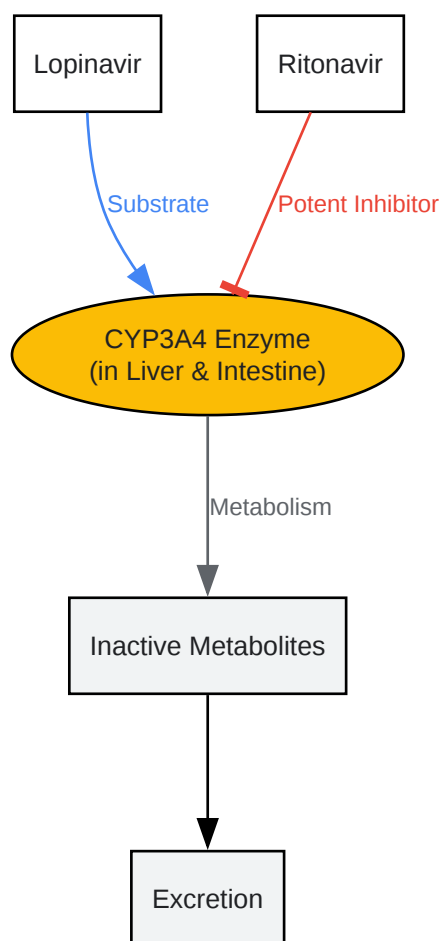 Lopinavir
Ritonavir
Substrate
Potent Inhibitor
CYP3A4 Enzyme
(in Liver & Intestine)
Metabolism
Inactive Metabolites
Excretion